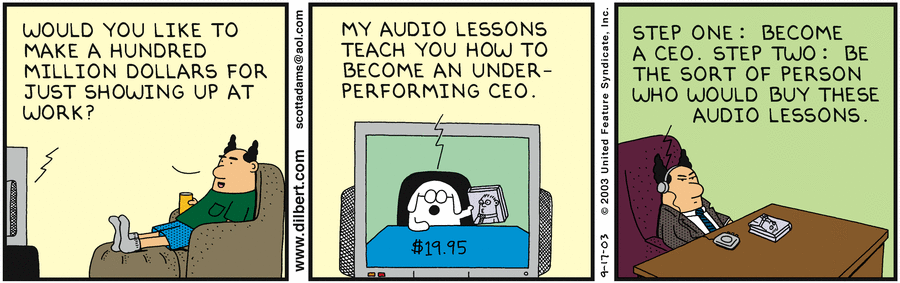 WOULD YOU LIKE TO
MAKE A HUNDRED
MILLION DOLLARS FOR
JUST SHOWING UP AT
WORK?
www.dilbert.com
scottadams@aol.com
MY AUDIO LESSONS
TEACH YOU HOW TO
BECOME AN UNDER-
PERFORMING CEO.
$19.95
9-17-03 © 2003 United Feature Syndicate, Inc.
STEP ONE: BECOME
A CEO. STEP TWO: BE
THE SORT OF PERSON
WHO WOULD BUY THESE
AUDIO LESSONS.